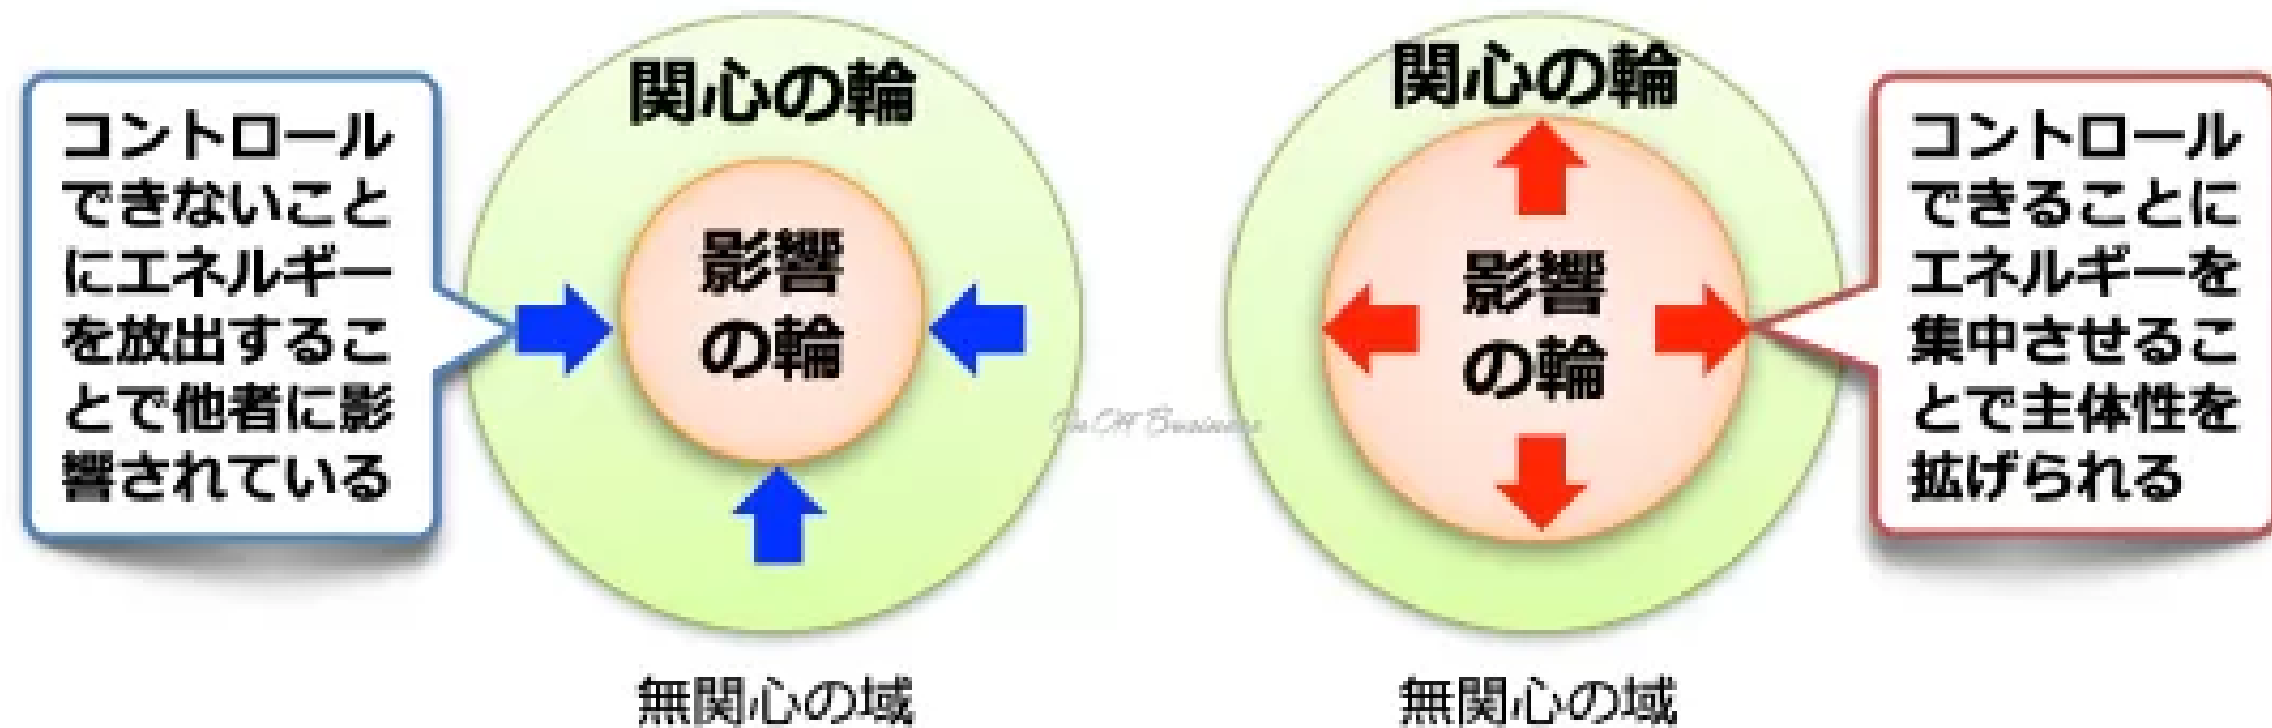 コントロール
できないこと
にエネルギー
を放出するこ
とで他者に影
響されている
関心の輪
影響
の輪
無関心の域
関心の輪
影響
の輪
無関心の域
コントロール
できることに
エネルギーを
集中させるこ
とで主体性を
拡げられる